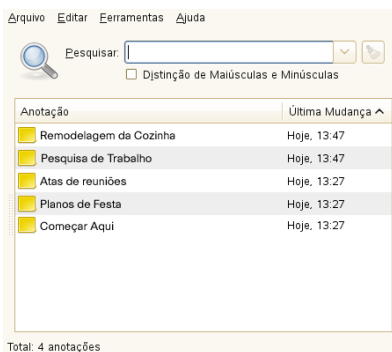 Arquivo Editar Ferramentas Ajuda
Pesquisar:
Distinção de Maiúsculas e Minúsculas
Anotação Última Mudança
Remodelagem da Cozinha Hoje, 13:47
Pesquisa de Trabalho Hoje, 13:47
Atas de reuniões Hoje, 13:27
Planos de Festa Hoje, 13:27
Começar Aqui Hoje, 13:27
Total: 4 anotações